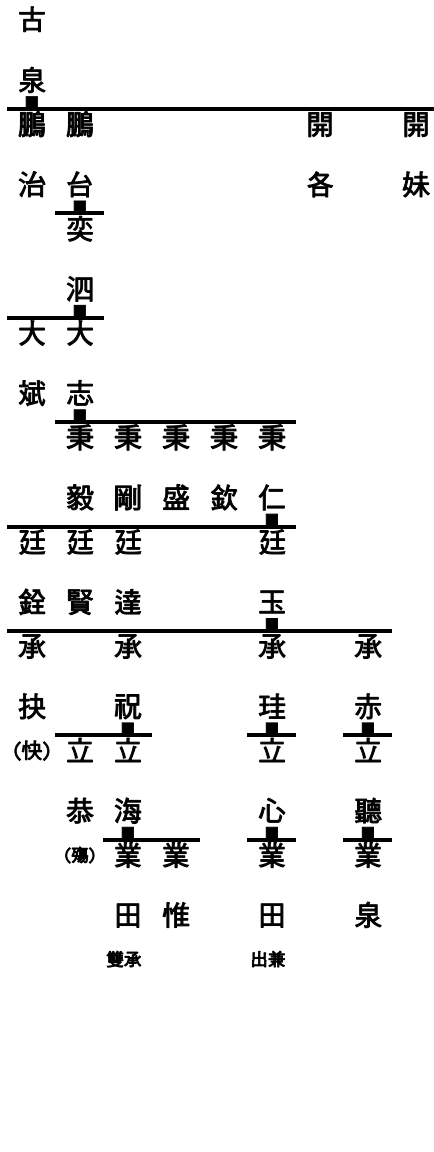 古泉
鵬治
鵬台
開各
開妹
奕泗
大斌
大志
秉毅
秉剛
秉盛
秉欽
秉仁
廷銓
廷賢
廷達
廷玉
承抉
(快)
承祝
承珪
承赤
立恭
(殤)
立海
立心
立聽
業田
雙承
業惟
業田
出兼
業泉